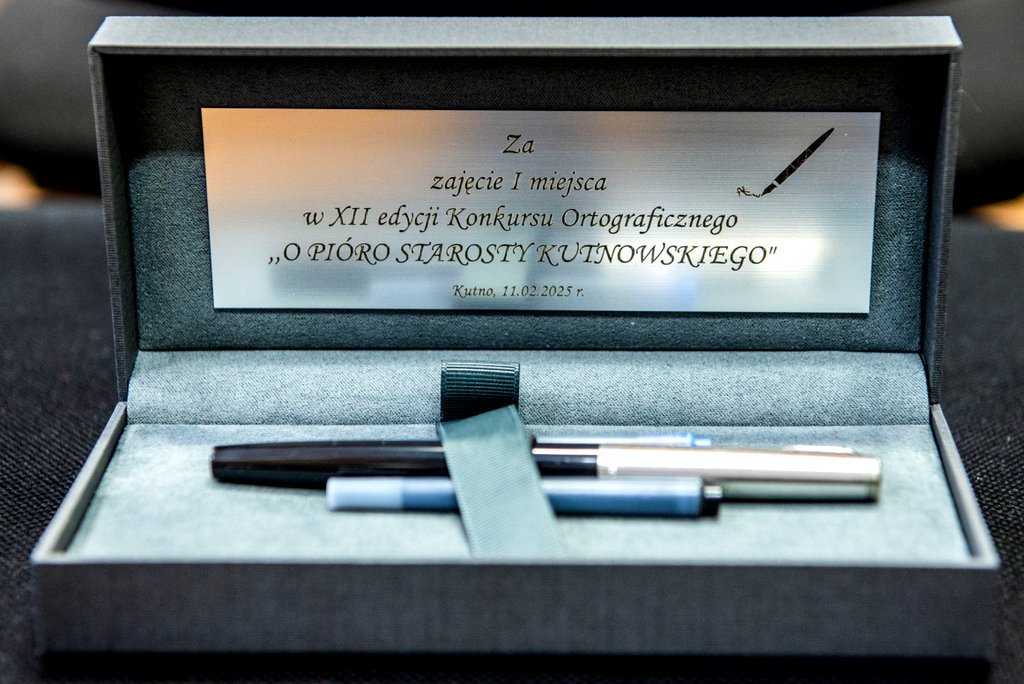 Za
zajęcie I miejsca
w XII edycji Konkursu Ortograficznego
,,O PIÓRO STAROSTY KUTNOWSKIEGO"
Kutno, 11.02.2025 r.